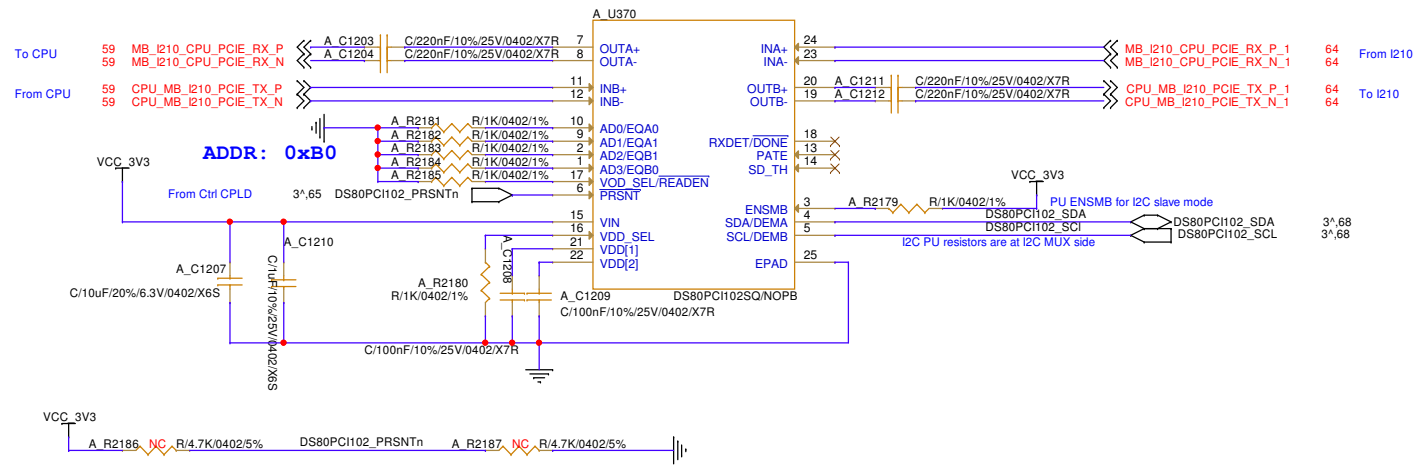 A_U370
To CPU 59 MB_I210_CPU_PCIE_RX_P A_C1203 C/220nF/10%/25V/0402/X7R 7 OUTA+ INA+ 24 MB_I210_CPU_PCIE_RX_P_1 64 From I210
59 MB_I210_CPU_PCIE_RX_N A_C1204 C/220nF/10%/25V/0402/X7R 8 OUTA- INA- 23 MB_I210_CPU_PCIE_RX_N_1 64
From CPU 59 CPU_MB_I210_PCIE_TX_P 11 INB+ OUTB+ 20 A_C1211 C/220nF/10%/25V/0402/X7R CPU_MB_I210_PCIE_TX_P_1 64 To I210
59 CPU_MB_I210_PCIE_TX_N 12 INB- OUTB- 19 A_C1212 C/220nF/10%/25V/0402/X7R CPU_MB_I210_PCIE_TX_N_1 64
A_R2181 R/1K/0402/1% 10 AD0/EQA0
A_R2182 R/1K/0402/1% 9 AD1/EQA1 RXDET/DONE 18
ADDR: 0xB0 A_R2183 R/1K/0402/1% 2 AD2/EQB1 PATE 13
VCC_3V3 A_R2184 R/1K/0402/1% 1 AD3/EQB0 SD_TH 14
A_R2185 R/1K/0402/1% 17 VOD_SEL/READEN VCC_3V3
From Ctrl CPLD 3^,65 DS80PCI102_PRSNTn 6 PRSNT
ENSMB 3 A_R2179 R/1K/0402/1% PU ENSMB for I2C slave mode
15 VIN SDA/DEMA 4 DS80PCI102_SDA DS80PCI102_SDA 3^,68
16 VDD_SEL SCL/DEMB 5 DS80PCI102_SCl DS80PCI102_SCL 3^,68
I2C PU resistors are at I2C MUX side
A_C1210 21 VDD[1]
A_C1208 22 VDD[2] EPAD 25
A_C1207 A_R2180
C/10uF/20%/6.3V/0402/X6S R/1K/0402/1% A_C1209 DS80PCI102SQ/NOPB
C/1uF/10%/25V/0402/X6S C/100nF/10%/25V/0402/X7R
C/100nF/10%/25V/0402/X7R
VCC_3V3
A_R2186 NC R/4.7K/0402/5% DS80PCI102_PRSNTn A_R2187 NC R/4.7K/0402/5%